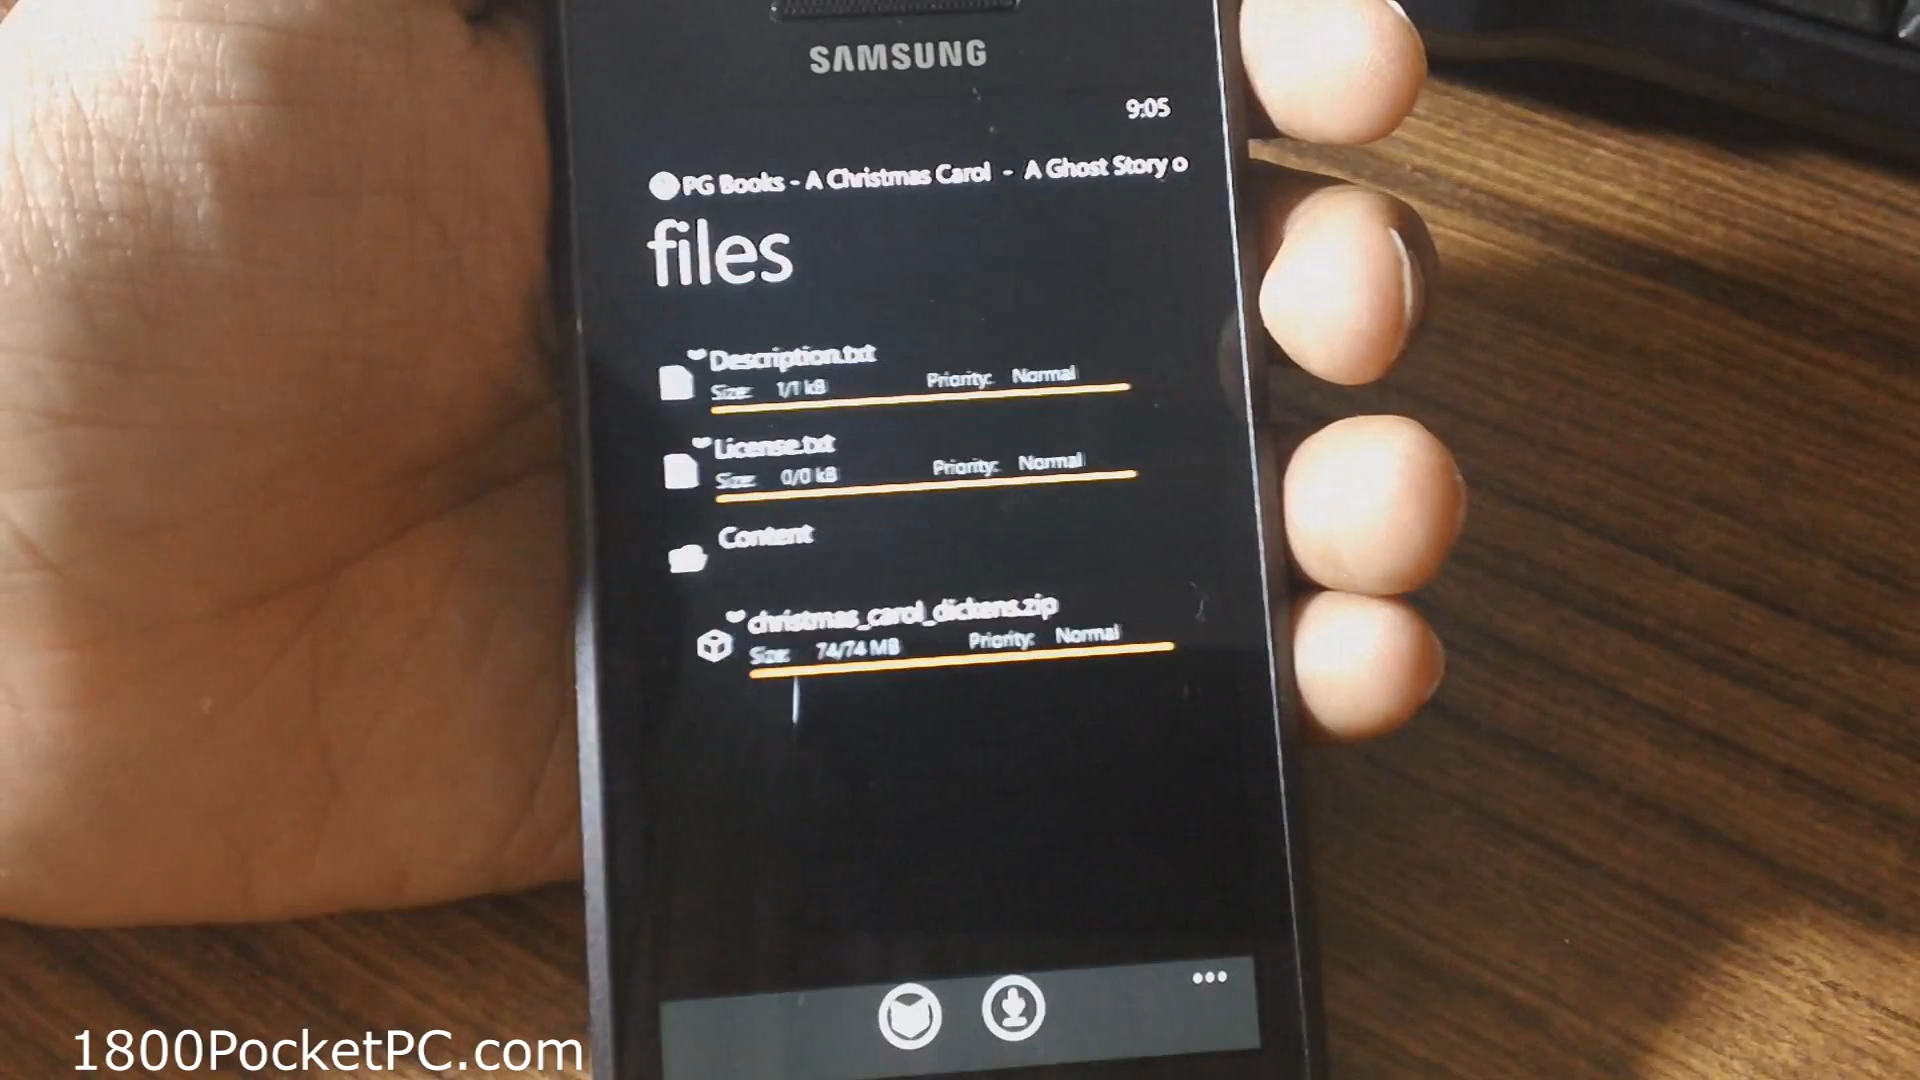 SAMSUNG
9:05
PG Books - A Christmas Carol - A Ghost Story o
files
Description.txt
Size: 1/1 kB Priority: Normal
License.txt
Size: 0/0 kB Priority: Normal
Content
christmas_carol_dickens.zip
Size: 74/74 MB Priority: Normal
1800PocketPC.com